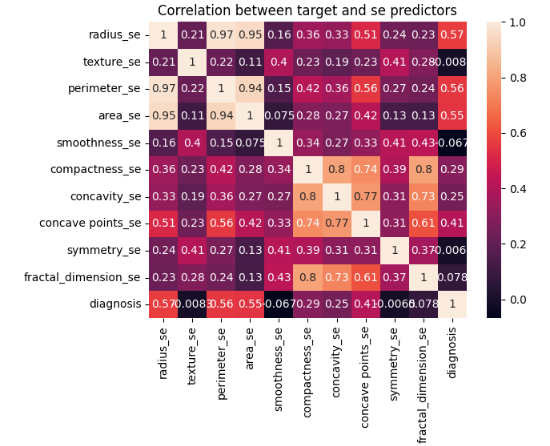 Correlation between target and se predictors
radius_se 1 0.21 0.97 0.95 0.16 0.36 0.33 0.51 0.24 0.23 0.57
texture_se 0.21 1 0.22 0.11 0.4 0.23 0.19 0.23 0.41 0.28
perimeter_se 0.97 0.22 1 0.94 0.15 0.42 0.36 0.56 0.27 0.24 0.56
area_se 0.95 0.11 0.94 1 0.075 0.28 0.27 0.42 0.13 0.13 0.55
smoothness_se 0.16 0.4 0.15 0.075 1 0.34 0.27 0.33 0.41 0.43 -0.067
compactness_se 0.36 0.23 0.42 0.28 0.34 1 0.8 0.74 0.39 0.8 0.29
concavity_se 0.33 0.19 0.36 0.27 0.27 0.8 1 0.77 0.31 0.73 0.25
concave points_se 0.51 0.23 0.56 0.42 0.33 0.74 0.77 1 0.31 0.61 0.41
symmetry_se 0.24 0.41 0.27 0.13 0.41 0.39 0.31 0.31 1 0.37
fractal_dimension_se 0.23 0.28 0.24 0.13 0.43 0.8 0.73 0.61 0.37 1 0.078
diagnosis 0.57 0.56 0.55 -0.067 0.29 0.25 0.41 0.078 1
radius_se
texture_se
perimeter_se
area_se
smoothness_se
compactness_se
concavity_se
concave points_se
symmetry_se
fractal_dimension_se
diagnosis
1.0
0.8
0.6
0.4
0.2
0.0